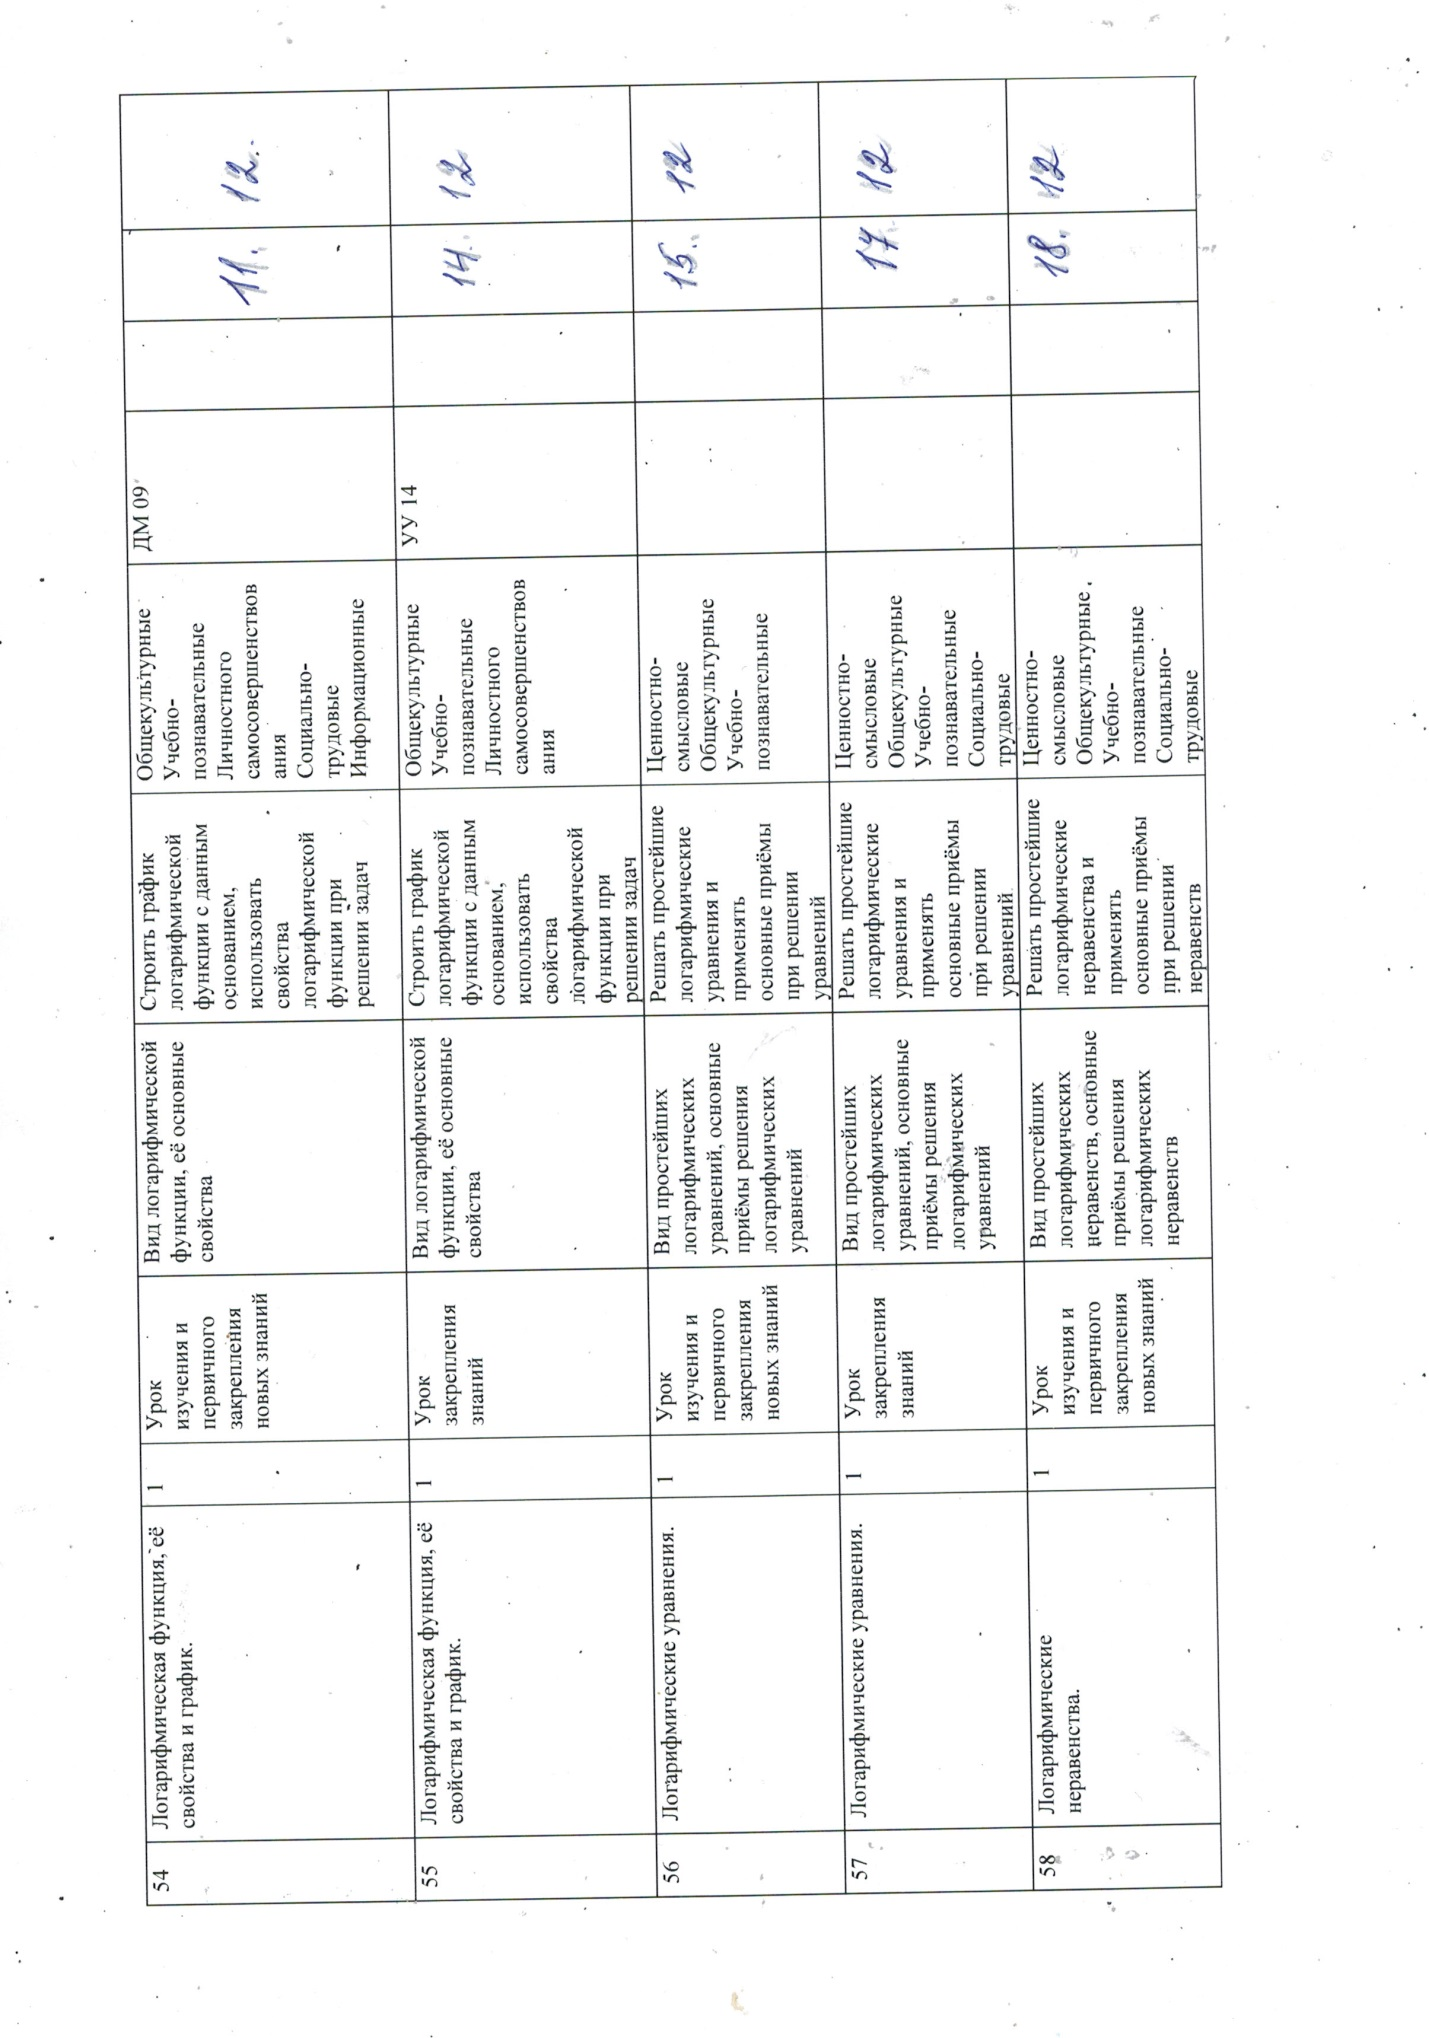 54
Логарифмическая функция, её
свойства и график.
1
Урок
изучения и
первичного
закрепления
новых знаний
Вид логарифмической
функции, её основные
свойства
Строить график
логарифмической
функции с данным
основанием,
использовать
свойства
логарифмической
функции при
решении задач
Общекультурные
Учебно-
познавательные
Личностного
самосовершенствов
ания
Социально-
трудовые
Информационные
ДМ 09
11. 12.
55
Логарифмическая функция, её
свойства и график.
1
Урок
закрепления
знаний
Вид логарифмической
функции, её основные
свойства
Строить график
логарифмической
функции с данным
основанием,
использовать
свойства
логарифмической
функции при
решении задач
Общекультурные
Учебно-
познавательные
Личностного
самосовершенствов
ания
УУ 14
14. 12
56
Логарифмические уравнения.
1
Урок
изучения и
первичного
закрепления
новых знаний
Вид простейших
логарифмических
уравнений, основные
приёмы решения
логарифмических
уравнений
Решать простейшие
логарифмические
уравнения и
применять
основные приёмы
при решении
уравнений
Ценностно-
смысловые
Общекультурные
Учебно-
познавательные
15. 12
57
Логарифмические уравнения.
1
Урок
закрепления
знаний
Вид простейших
логарифмических
уравнений, основные
приёмы решения
логарифмических
уравнений
Решать простейшие
логарифмические
уравнения и
применять
основные приёмы
при решении
уравнений
Ценностно-
смысловые
Общекультурные
Учебно-
познавательные
Социально-
трудовые
17. 12
58
Логарифмические
неравенства.
1
Урок
изучения и
первичного
закрепления
новых знаний
Вид простейших
логарифмических
неравенств, основные
приёмы решения
логарифмических
неравенств
Решать простейшие
логарифмические
неравенства и
применять
основные приёмы
при решении
неравенств
Ценностно-
смысловые
Общекультурные
Учебно-
познавательные
Социально-
трудовые
18. 12